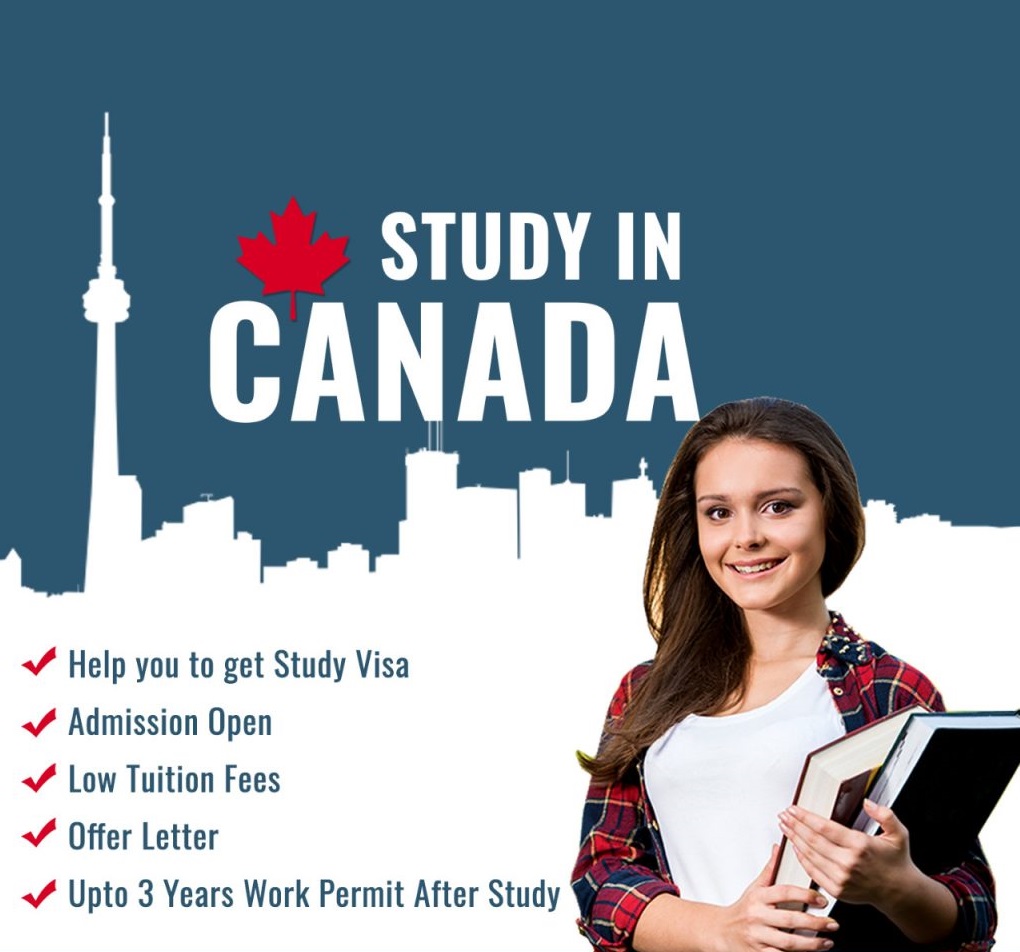 STUDY IN
CANADA
Help you to get Study Visa
Admission Open
Low Tuition Fees
Offer Letter
Upto 3 Years Work Permit After Study